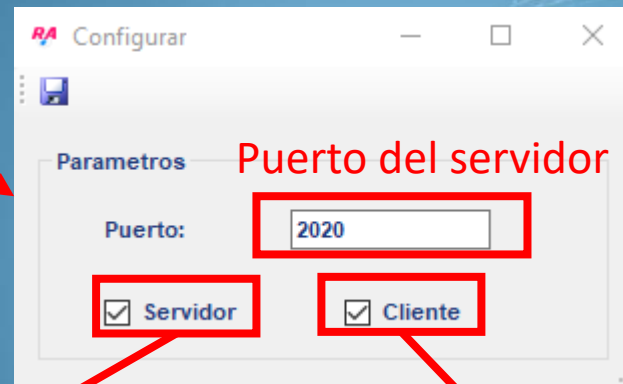 RA Configurar
Parametros
Puerto del servidor
Puerto:
2020
Servidor
Cliente